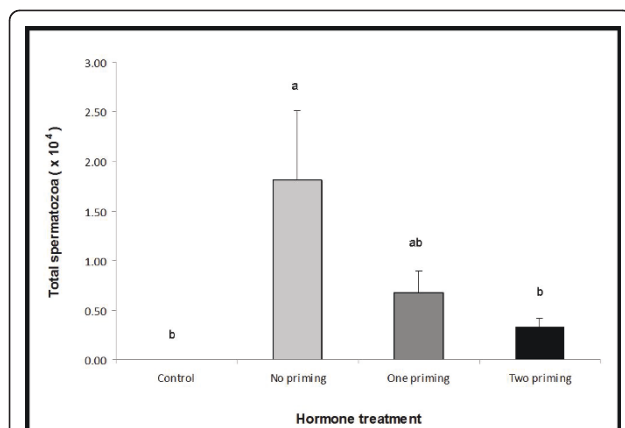 3.00
a
2.50
2.00
1.50
ab
1.00
b
0.50
b
0.00
Control No priming One priming Two priming
Total spermatozoa ( x 10⁴ )
Hormone treatment